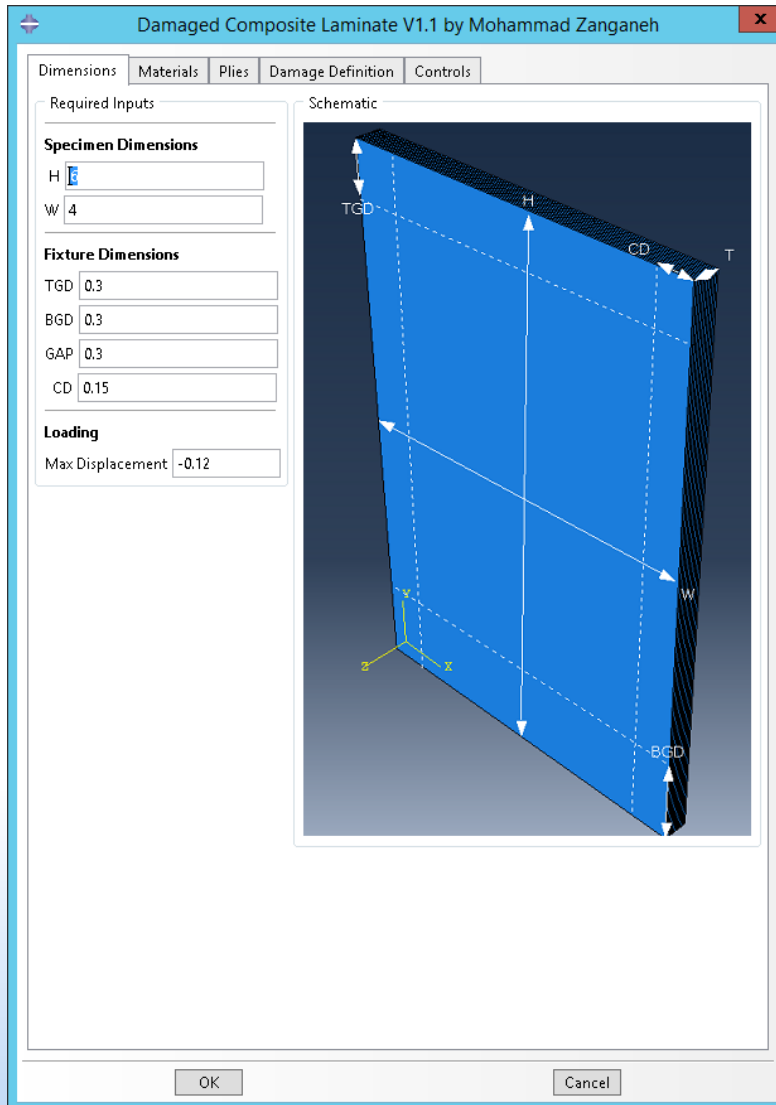 Damaged Composite Laminate V1.1 by Mohammad Zanganeh
x
Dimensions Materials Plies Damage Definition Controls
Required Inputs
Specimen Dimensions
H 6
W 4
Fixture Dimensions
TGD 0.3
BGD 0.3
GAP 0.3
CD 0.15
Loading
Max Displacement -0.12
Schematic
TGD
H
CD
T
W
Y
Z
X
BGD
OK Cancel